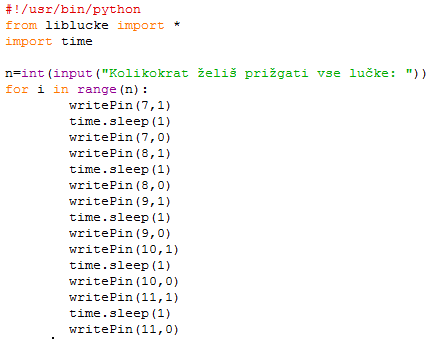 #!/usr/bin/python
from liblucke import *
import time
n=int(input("Kolikokrat želiš prižgati vse lučke: "))
for i in range(n):
writePin(7,1)
time.sleep(1)
writePin(7,0)
writePin(8,1)
time.sleep(1)
writePin(8,0)
writePin(9,1)
time.sleep(1)
writePin(9,0)
writePin(10,1)
time.sleep(1)
writePin(10,0)
writePin(11,1)
time.sleep(1)
writePin(11,0)